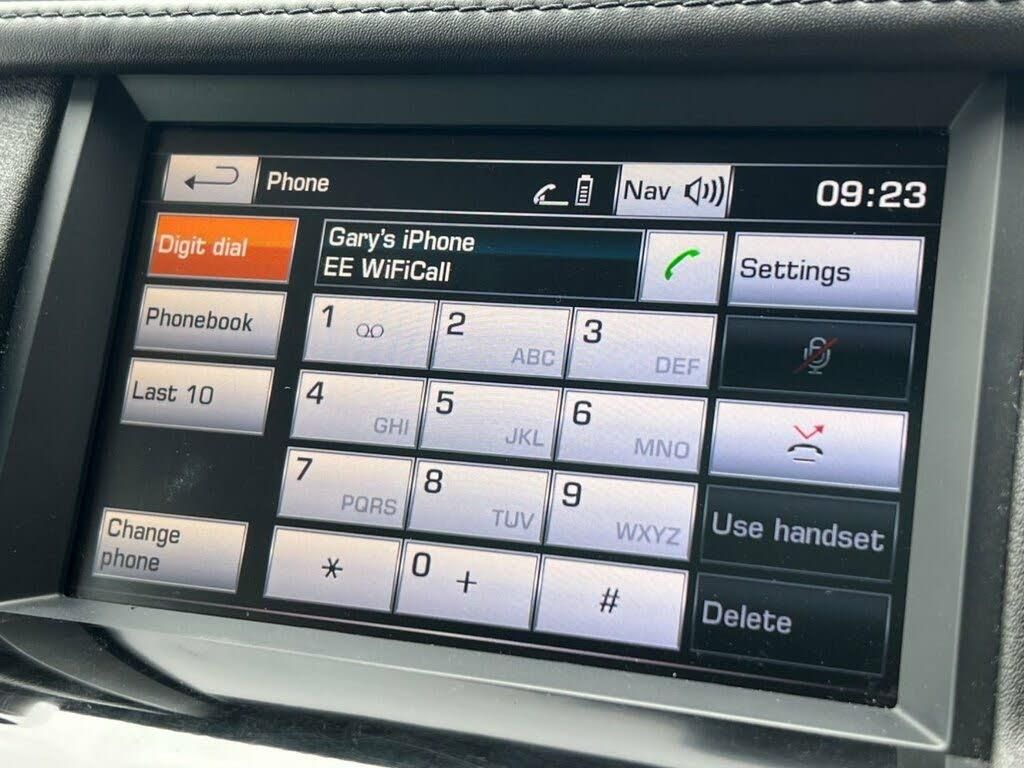 Phone
Nav
09:23
Digit dial
Gary's iPhone
EE WiFiCall
Settings
Phonebook
1
2 ABC
3 DEF
Last 10
4 GHI
5 JKL
6 MNO
7 PQRS
8 TUV
9 WXYZ
Use handset
Change
phone
*
0 +
#
Delete